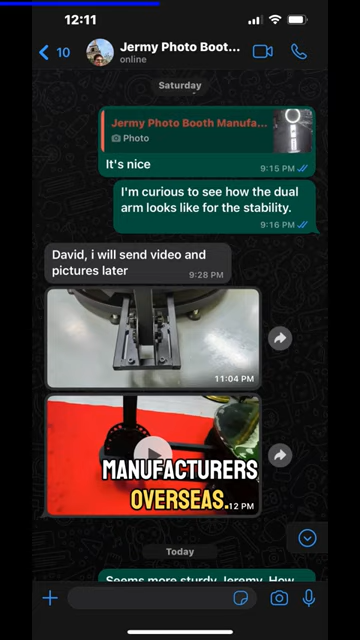 12:11
10
Jermy Photo Boot...
online
Saturday
Jermy Photo Booth Manufa...
Photo
It's nice
9:15 PM
I'm curious to see how the dual
arm looks like for the stability.
9:16 PM
David, i will send video and
pictures later
9:28 PM
11:04 PM
MANUFACTURERS
OVERSEAS.
12 PM
Today
Seems more sturdy, Jeremy. How